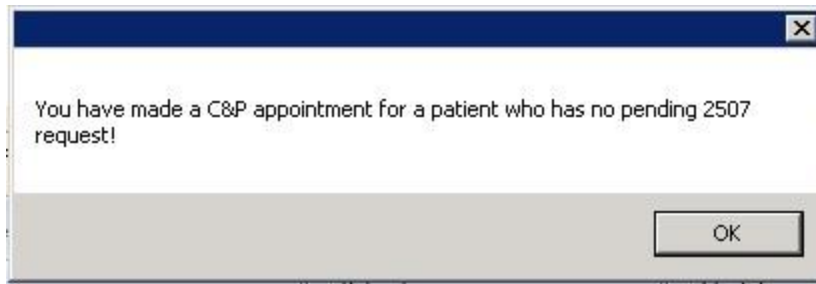 You have made a C&P appointment for a patient who has no pending 2507
request!
OK